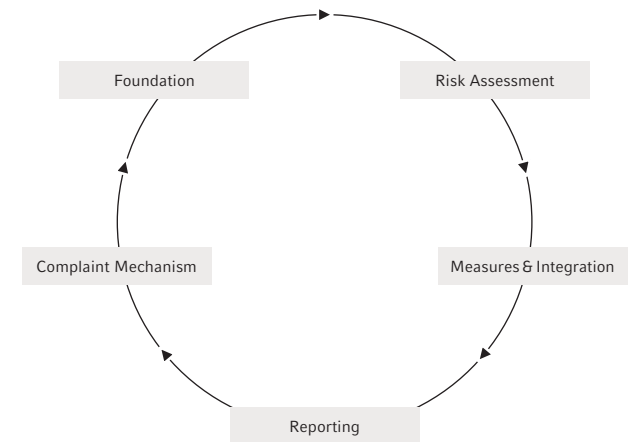 Foundation
Risk Assessment
Complaint Mechanism
Measures & Integration
Reporting